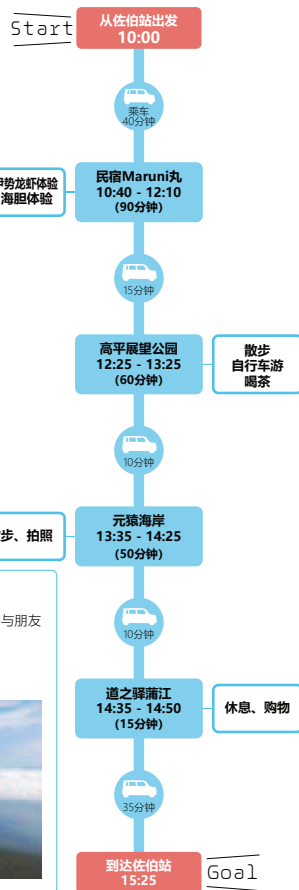 Start
从佐伯站出发
10:00
乘车
40分钟
伊势龙虾体验
海胆体验
民宿Maruni丸
10:40 - 12:10
(90分钟)
15分钟
高平展望公园
12:25 - 13:25
(60分钟)
散步
自行车游
喝茶
10分钟
步、拍照
元猿海岸
13:35 - 14:25
(50分钟)
与朋友
10分钟
道之驿蒲江
14:35 - 14:50
(15分钟)
休息、购物
35分钟
到达佐伯站
15:25
Goal